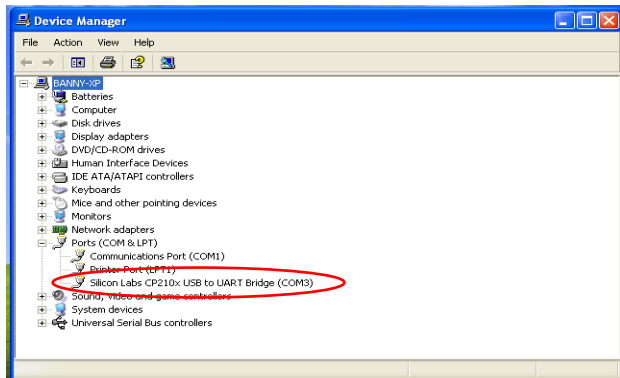 Device Manager
File Action View Help
BANNY-XP
Batteries
Computer
Disk drives
Display adapters
DVD/CD-ROM drives
Human Interface Devices
IDE ATA/ATAPI controllers
Keyboards
Mice and other pointing devices
Monitors
Network adapters
Ports (COM & LPT)
Communications Port (COM1)
Printer Port (LPT1)
Silicon Labs CP210x USB to UART Bridge (COM3)
Sound, video and game controllers
System devices
Universal Serial Bus controllers